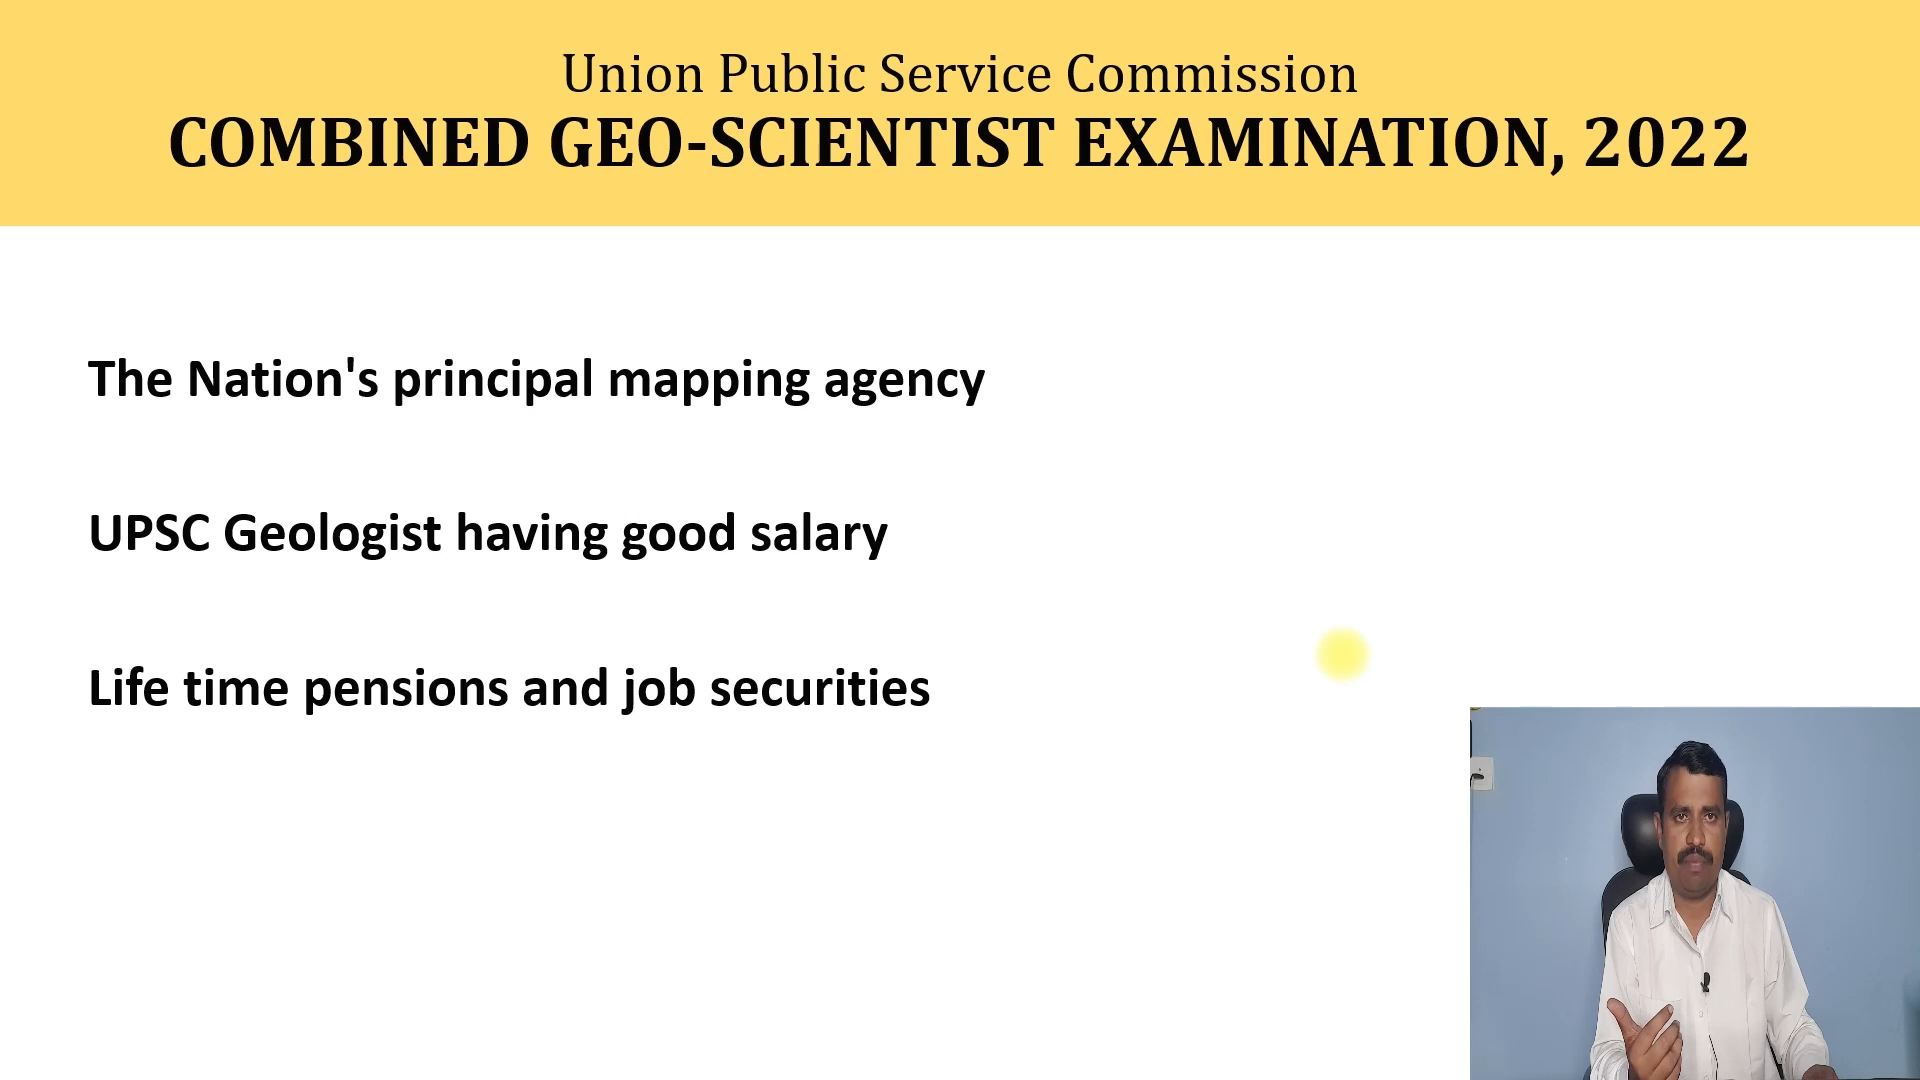 Union Public Service Commission
COMBINED GEO-SCIENTIST EXAMINATION, 2022
The Nation's principal mapping agency
UPSC Geologist having good salary
Life time pensions and job securities